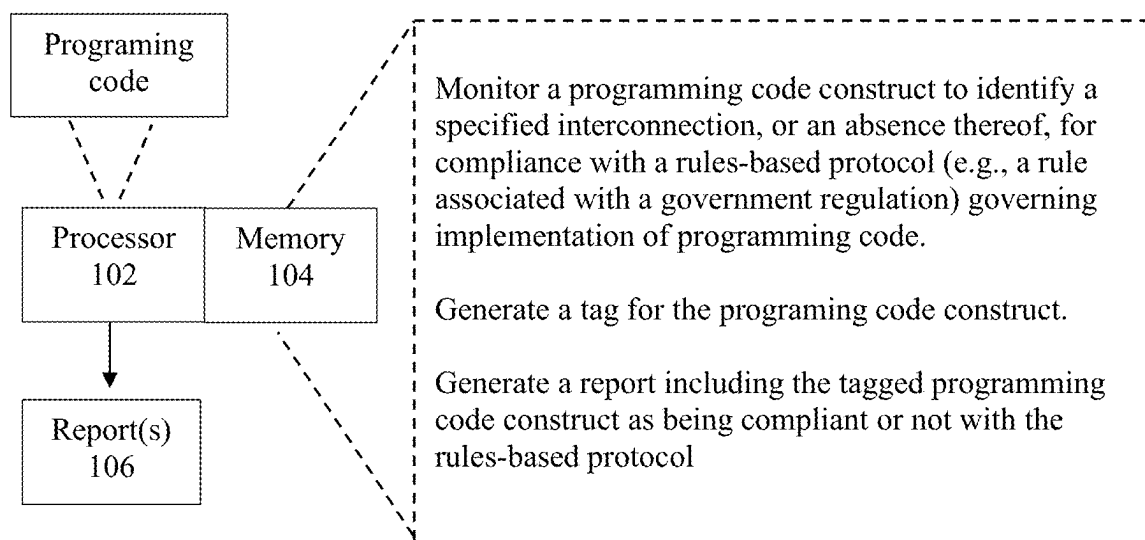 Programing
code
Processor
102
Memory
104
Report(s)
106
Monitor a programming code construct to identify a
specified interconnection, or an absence thereof, for
compliance with a rules-based protocol (e.g., a rule
associated with a government regulation) governing
implementation of programming code.
Generate a tag for the programing code construct.
Generate a report including the tagged programming
code construct as being compliant or not with the
rules-based protocol